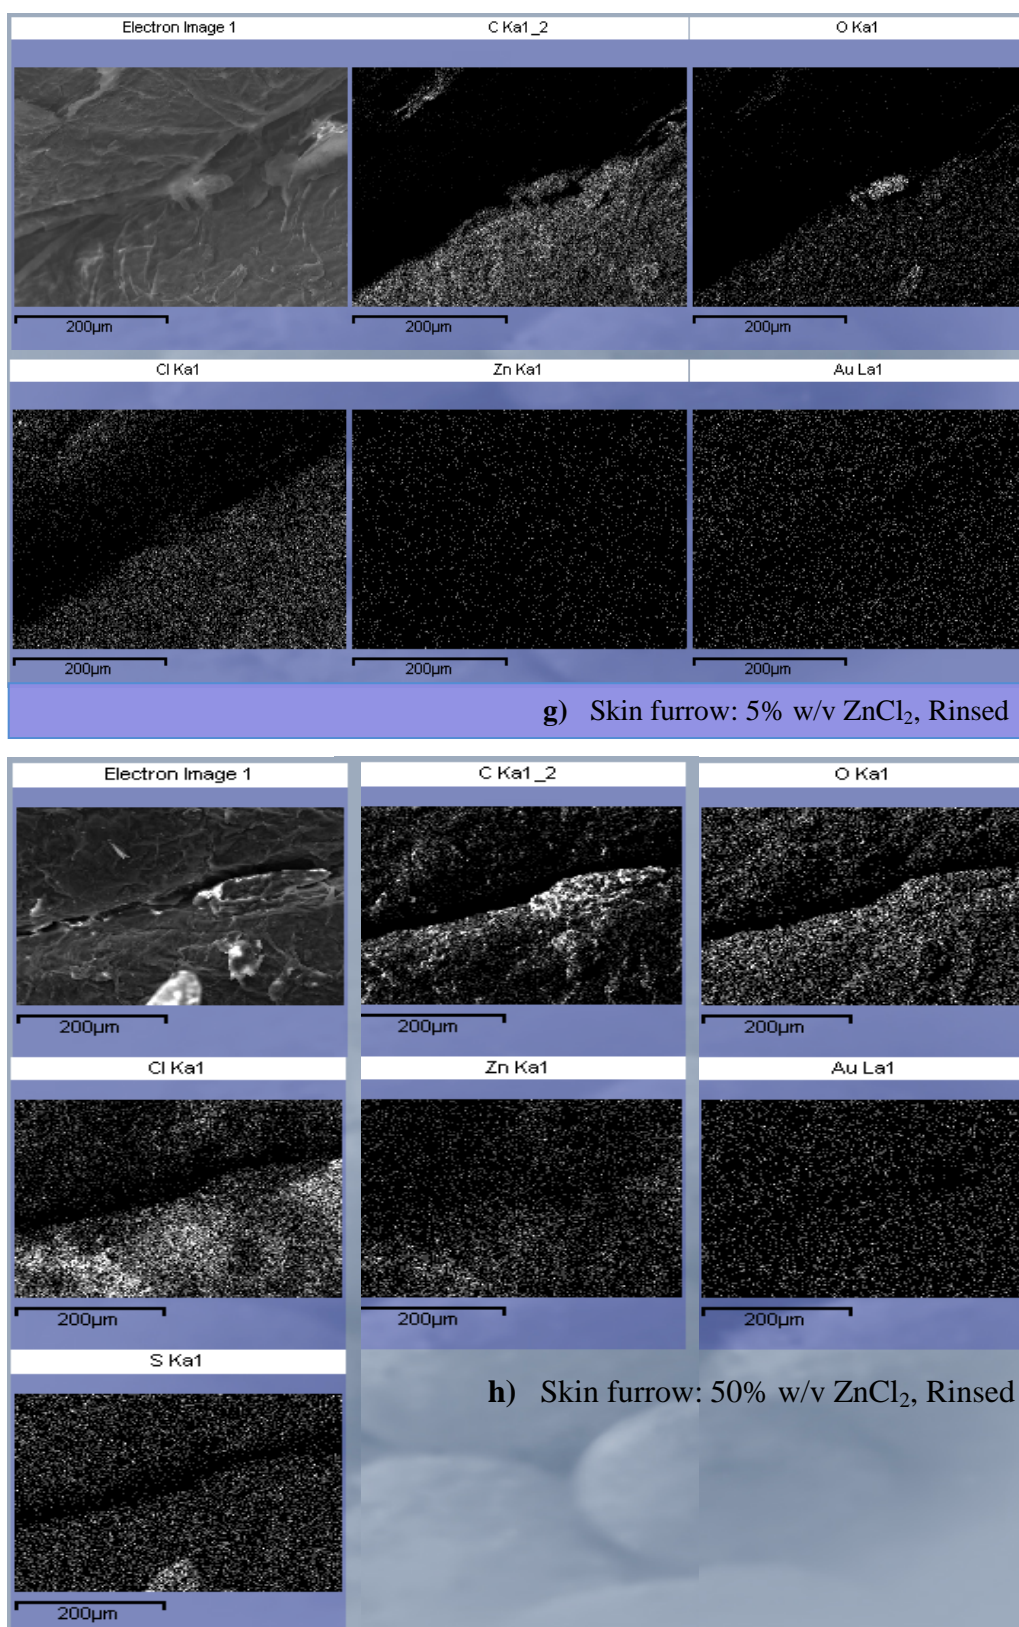 Electron Image 1
C Ka1_2
O Ka1
200µm
200µm
200µm
Cl Ka1
Zn Ka1
Au La1
200µm
200µm
200µm
g) Skin furrow: 5% w/v ZnCl₂, Rinsed
Electron Image 1
C Ka1_2
O Ka1
200µm
200µm
200µm
Cl Ka1
Zn Ka1
Au La1
200µm
200µm
200µm
S Ka1
h) Skin furrow: 50% w/v ZnCl₂, Rinsed
200µm